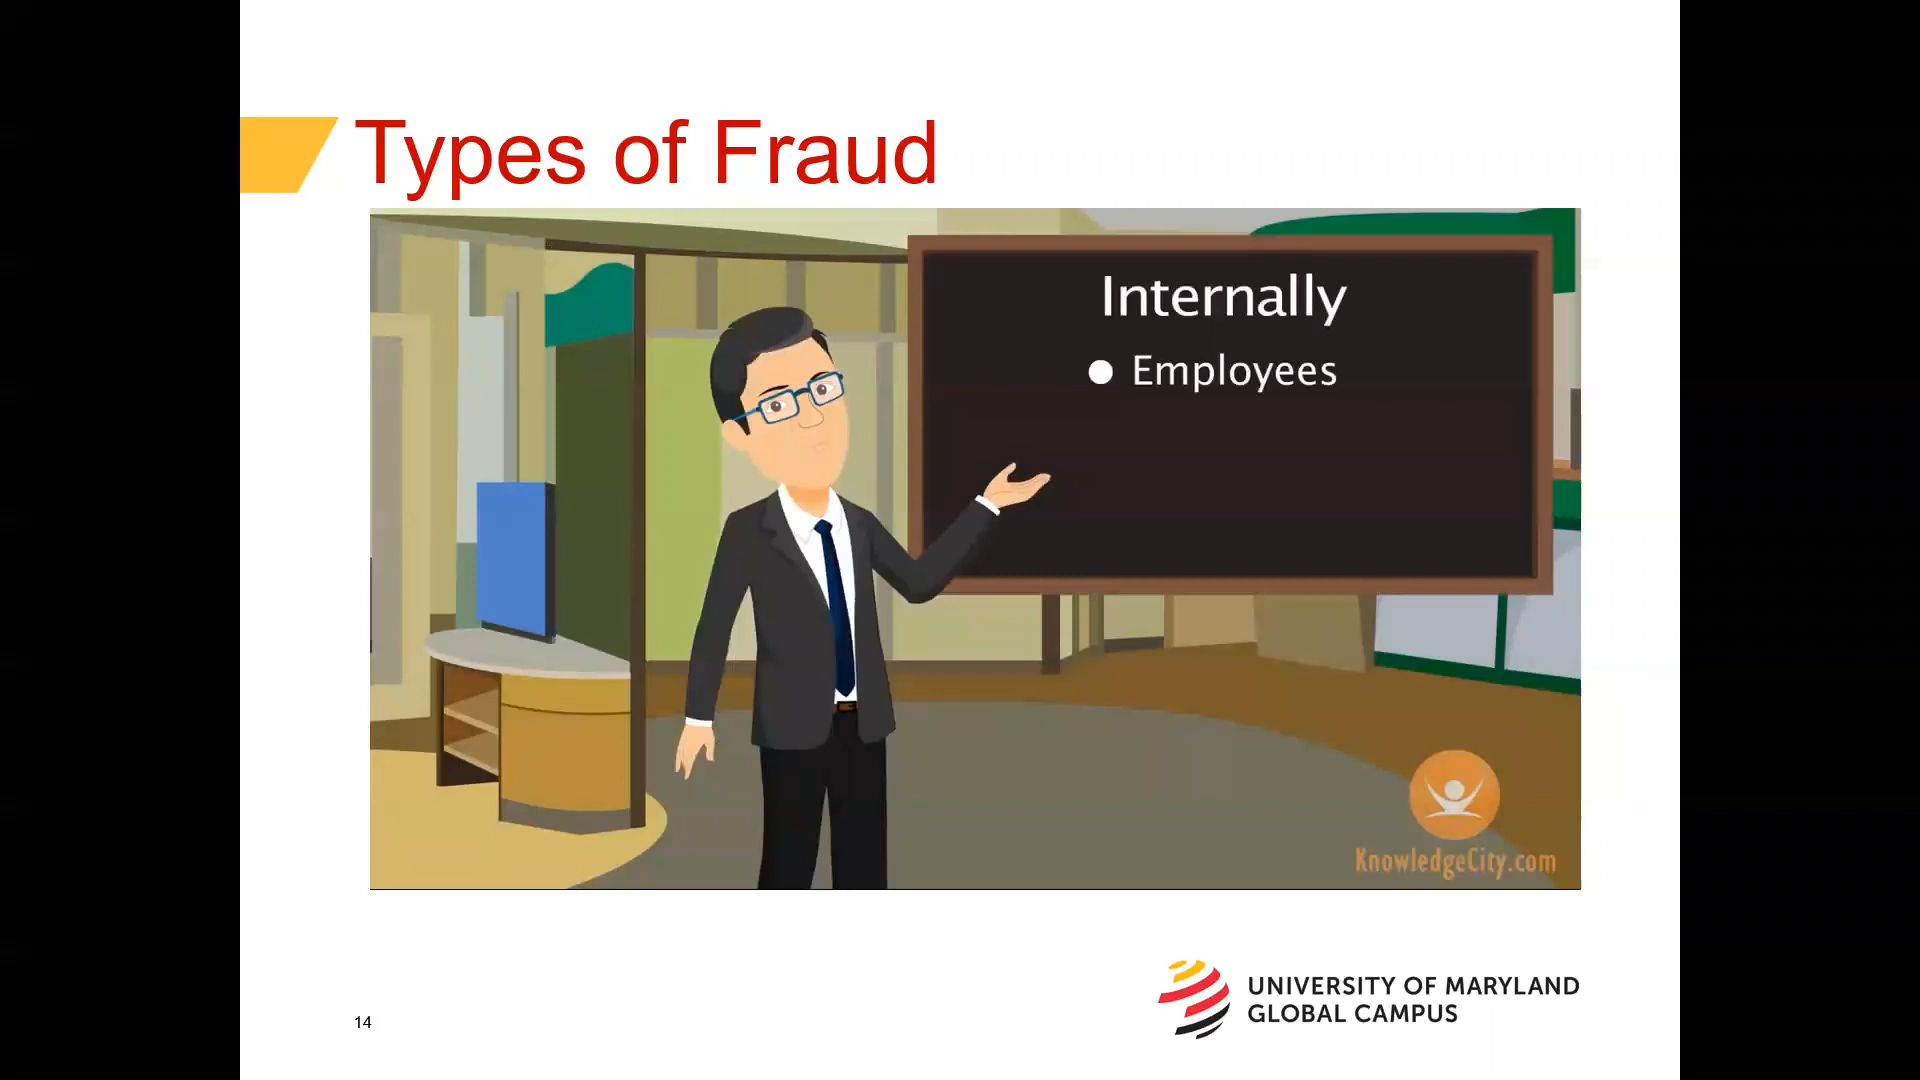 Types of Fraud
Internally
● Employees
KnowledgeCity.com
UNIVERSITY OF MARYLAND
GLOBAL CAMPUS
14